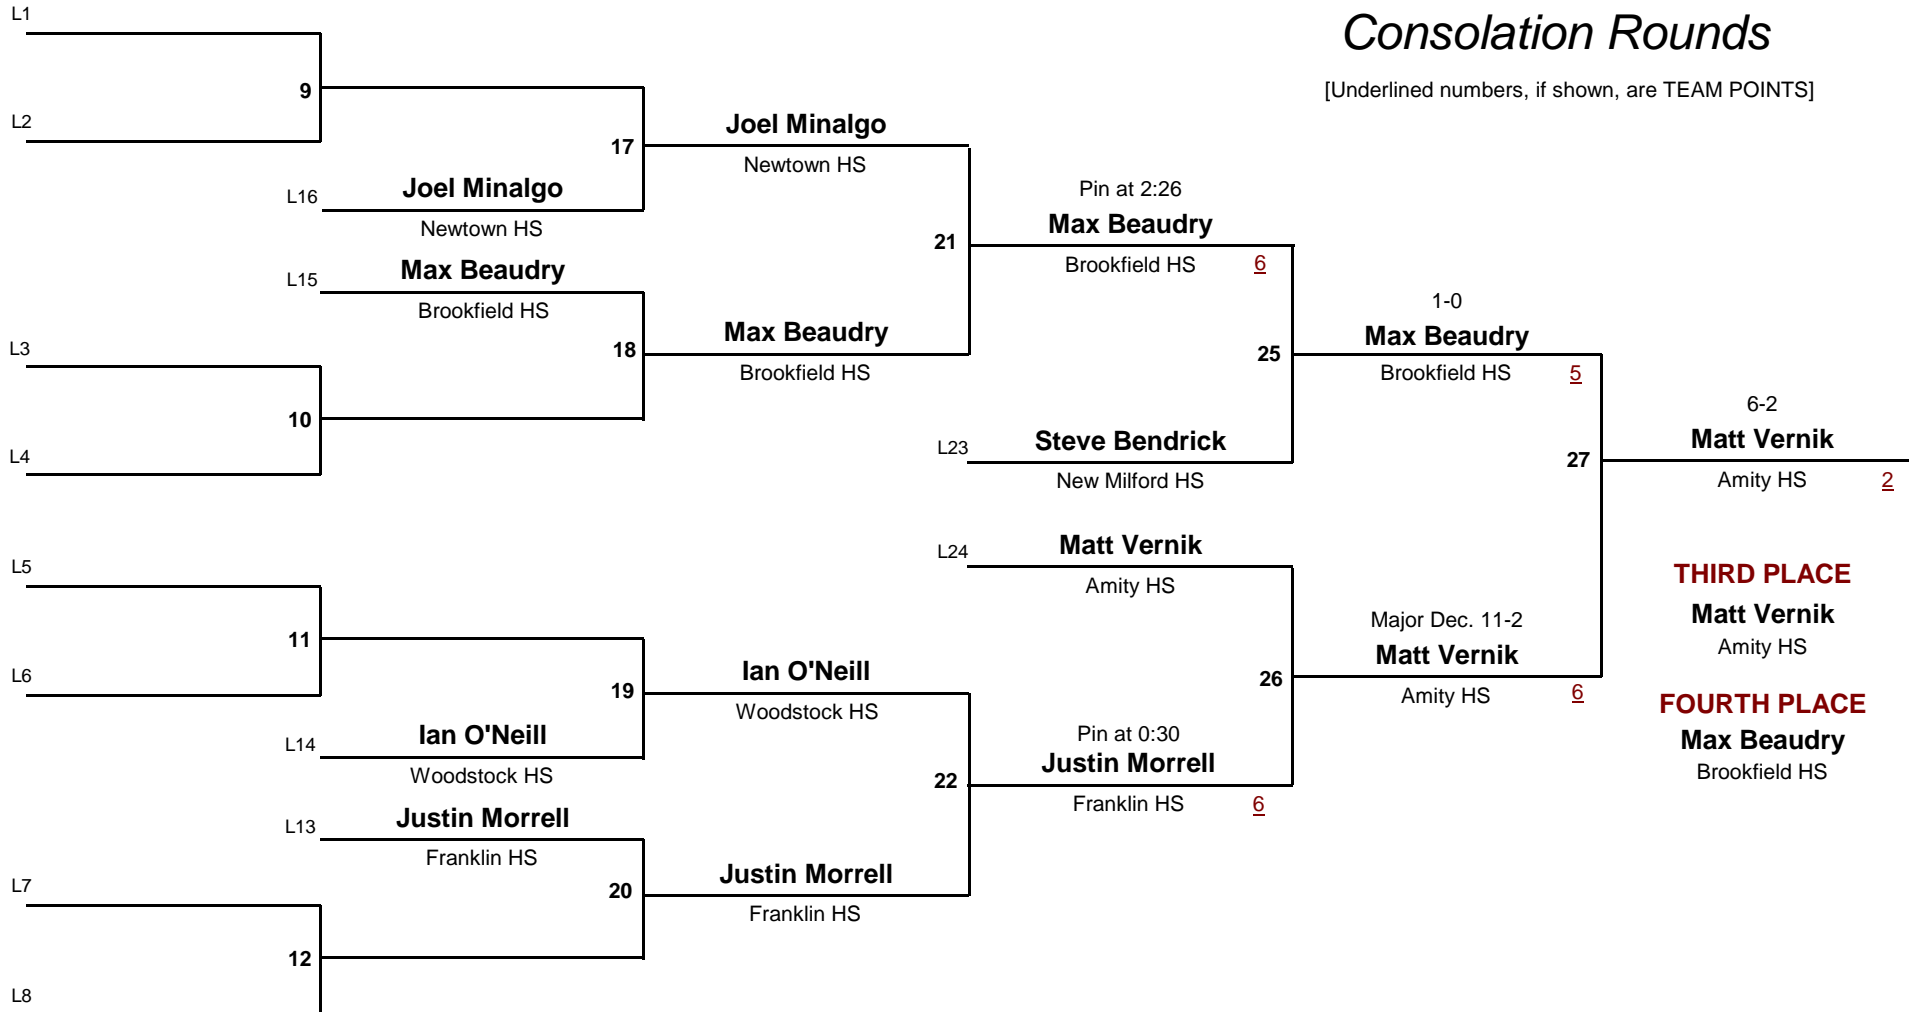 Consolation Rounds
[Underlined numbers, if shown, are TEAM POINTS]
L1
9
L2
17
Joel Minalgo
Newtown HS
L16
Joel Minalgo
Newtown HS
21
Pin at 2:26
Max Beaudry
Brookfield HS
6
L15
Max Beaudry
Brookfield HS
18
Max Beaudry
Brookfield HS
L3
10
L4
25
1-0
Max Beaudry
Brookfield HS
5
L23
Steve Bendrick
New Milford HS
27
6-2
Matt Vernik
Amity HS
2
L24
Matt Vernik
Amity HS
L5
11
L6
19
Ian O'Neill
Woodstock HS
L14
Ian O'Neill
Woodstock HS
26
Major Dec. 11-2
Matt Vernik
Amity HS
6
22
Pin at 0:30
Justin Morrell
Franklin HS
6
L13
Justin Morrell
Franklin HS
20
Justin Morrell
Franklin HS
L7
12
L8
THIRD PLACE
Matt Vernik
Amity HS
FOURTH PLACE
Max Beaudry
Brookfield HS